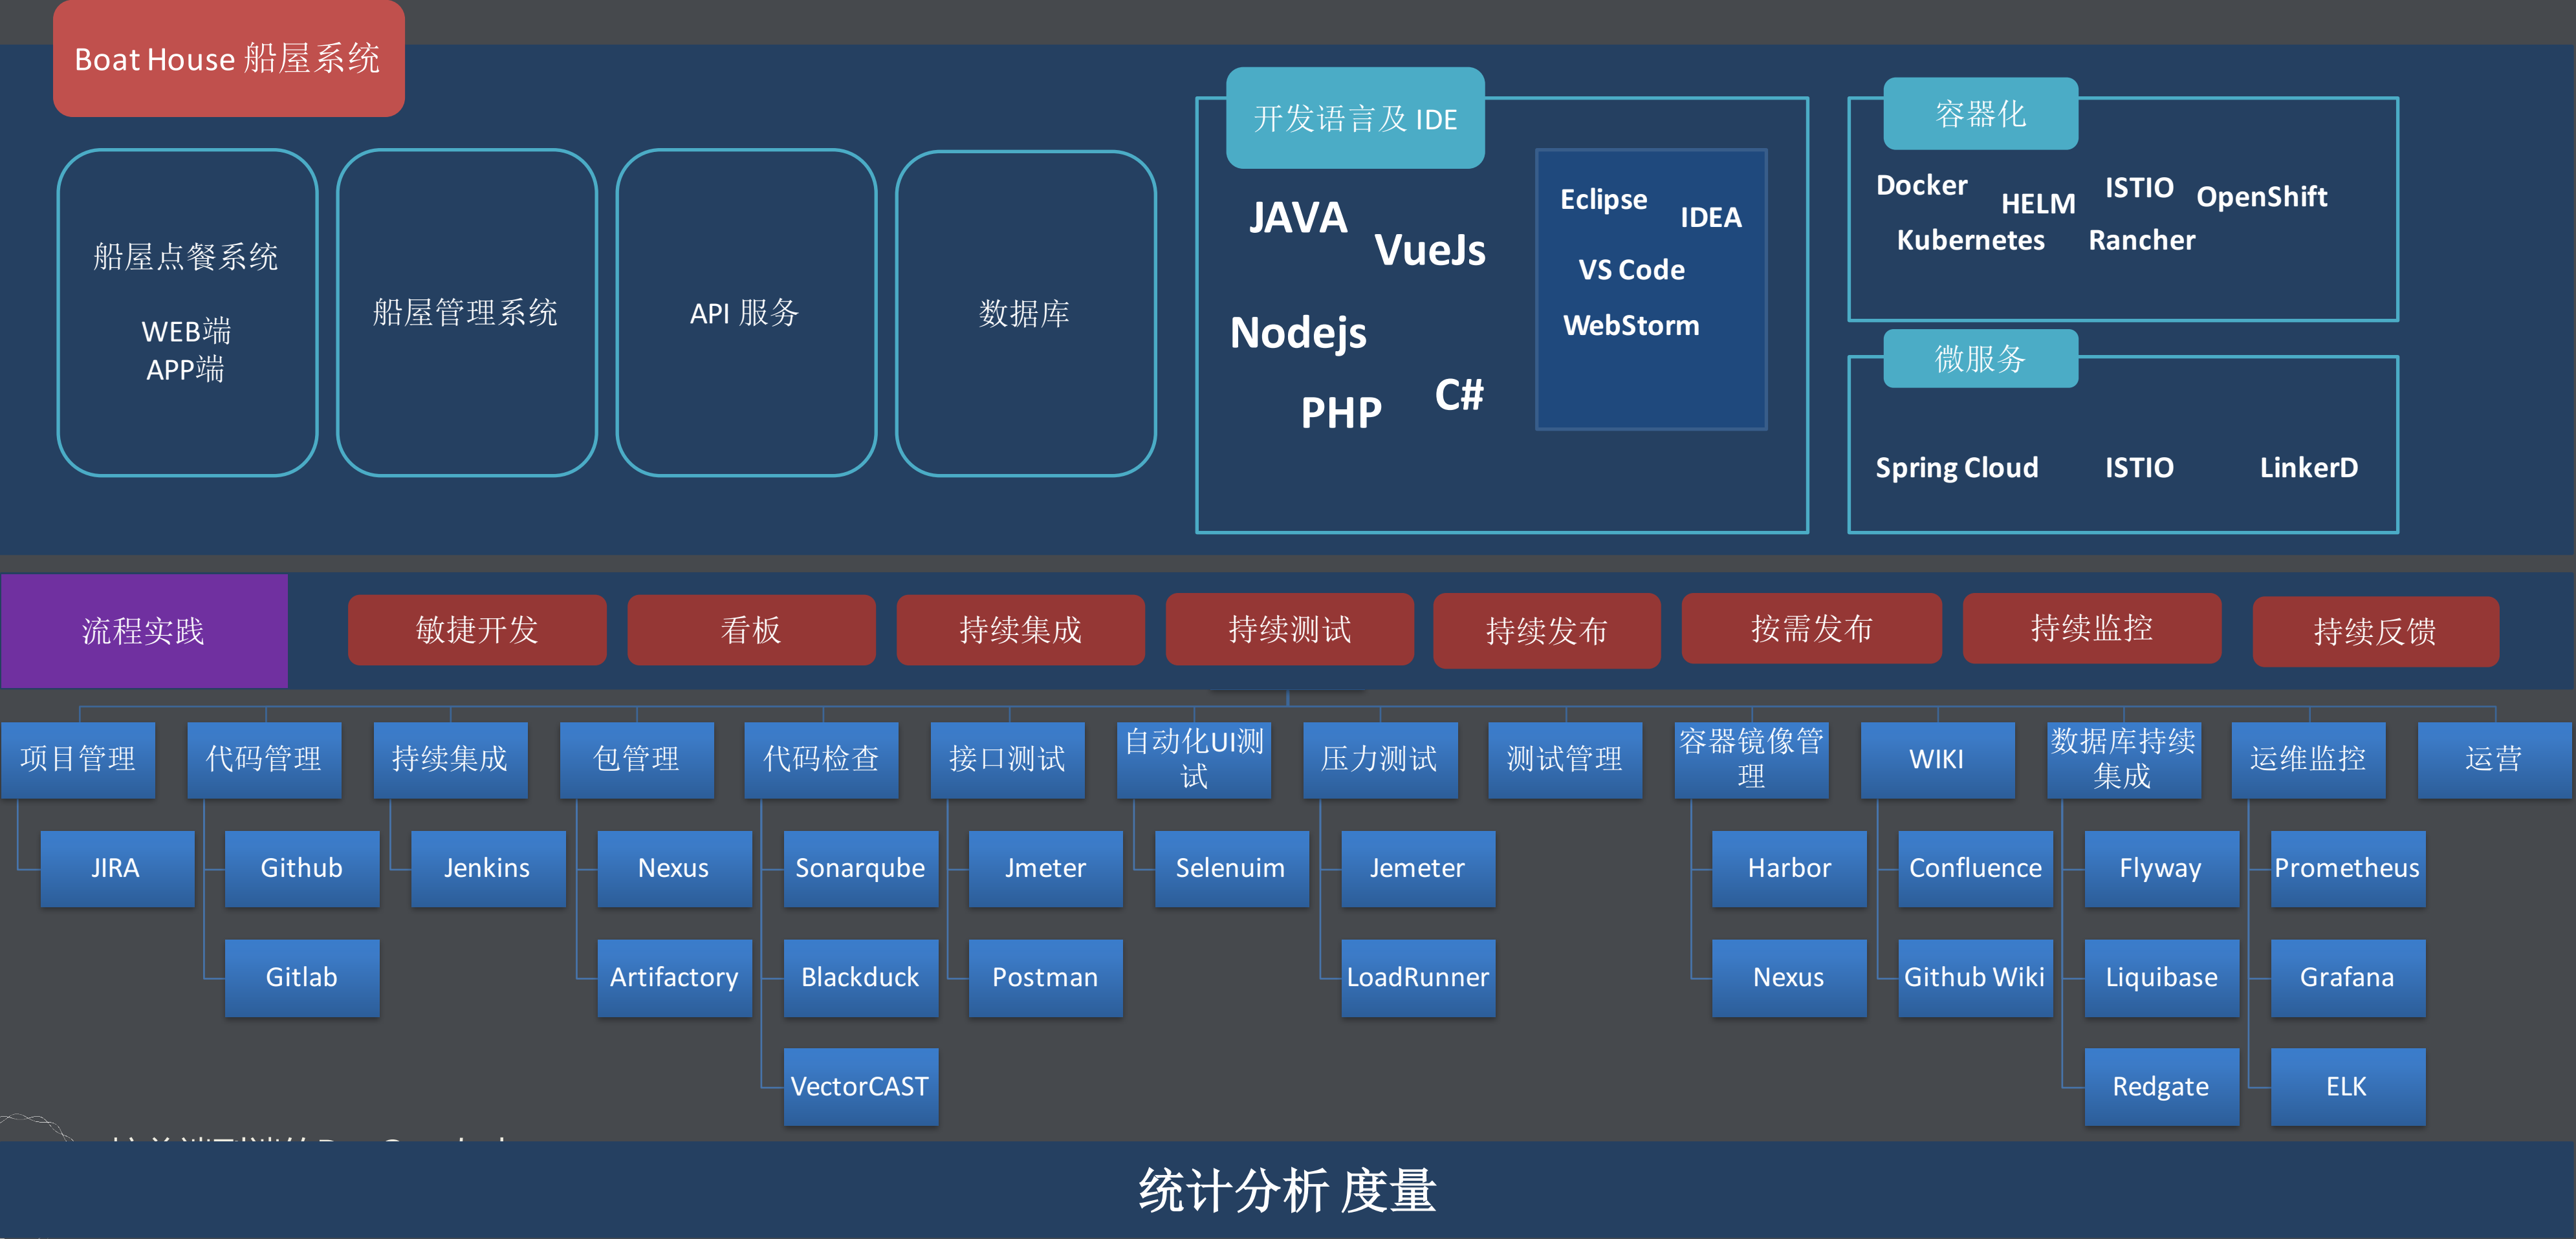 Boat House 船屋系统
船屋点餐系统
WEB端
APP端
船屋管理系统
API 服务
数据库
开发语言及 IDE
JAVA
VueJs
Nodejs
PHP
C#
Eclipse
IDEA
VS Code
WebStorm
容器化
Docker
HELM
ISTIO
OpenShift
Kubernetes
Rancher
微服务
Spring Cloud
ISTIO
LinkerD
流程实践
敏捷开发
看板
持续集成
持续测试
持续发布
按需发布
持续监控
持续反馈
项目管理
JIRA
代码管理
Github
Gitlab
持续集成
Jenkins
包管理
Nexus
Artifactory
代码检查
Sonarqube
Blackduck
VectorCAST
接口测试
Jmeter
Postman
自动化UI测
试
Selenuim
压力测试
Jemeter
LoadRunner
测试管理
容器镜像管
理
Harbor
Nexus
WIKI
Confluence
Github Wiki
数据库持续
集成
Flyway
Liquibase
Redgate
运维监控
Prometheus
Grafana
ELK
运营
统计分析 度量